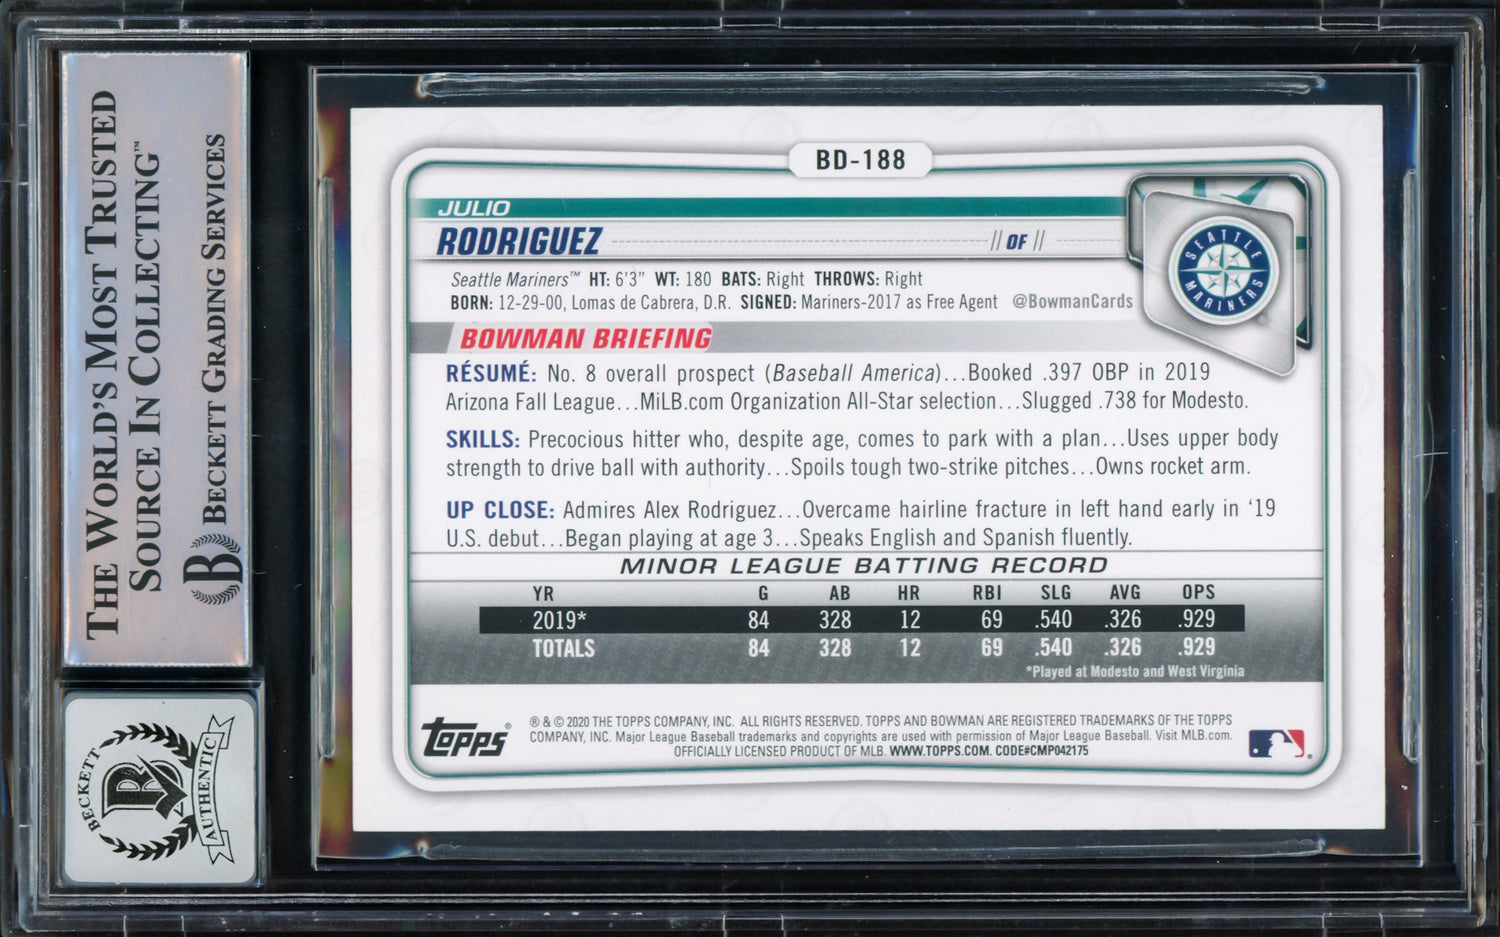 THE WORLD'S MOST TRUSTED
SOURCE IN COLLECTING™
B BECKETT GRADING SERVICES
BECKETT
B
AUTHENTIC
BD-188
JULIO
RODRIGUEZ // OF //
SEATTLE
MARINERS
Seattle Mariners™ HT: 6'3" WT: 180 BATS: Right THROWS: Right
BORN: 12-29-00, Lomas de Cabrera, D.R. SIGNED: Mariners-2017 as Free Agent @BowmanCards
BOWMAN BRIEFING
RÉSUMÉ: No. 8 overall prospect (Baseball America)...Booked .397 OBP in 2019
Arizona Fall League...MiLB.com Organization All-Star selection...Slugged .738 for Modesto.
SKILLS: Precocious hitter who, despite age, comes to park with a plan...Uses upper body
strength to drive ball with authority...Spoils tough two-strike pitches...Owns rocket arm.
UP CLOSE: Admires Alex Rodriguez...Overcame hairline fracture in left hand early in '19
U.S. debut...Began playing at age 3...Speaks English and Spanish fluently.
MINOR LEAGUE BATTING RECORD
YR G AB HR RBI SLG AVG OPS
2019* 84 328 12 69 .540 .326 .929
TOTALS 84 328 12 69 .540 .326 .929
*Played at Modesto and West Virginia
Topps®
® & © 2020 THE TOPPS COMPANY, INC. ALL RIGHTS RESERVED. TOPPS AND BOWMAN ARE REGISTERED TRADEMARKS OF THE TOPPS
COMPANY, INC. Major League Baseball trademarks and copyrights are used with permission of Major League Baseball. Visit MLB.com.
OFFICIALLY LICENSED PRODUCT OF MLB. WWW.TOPPS.COM. CODE#CMP042175